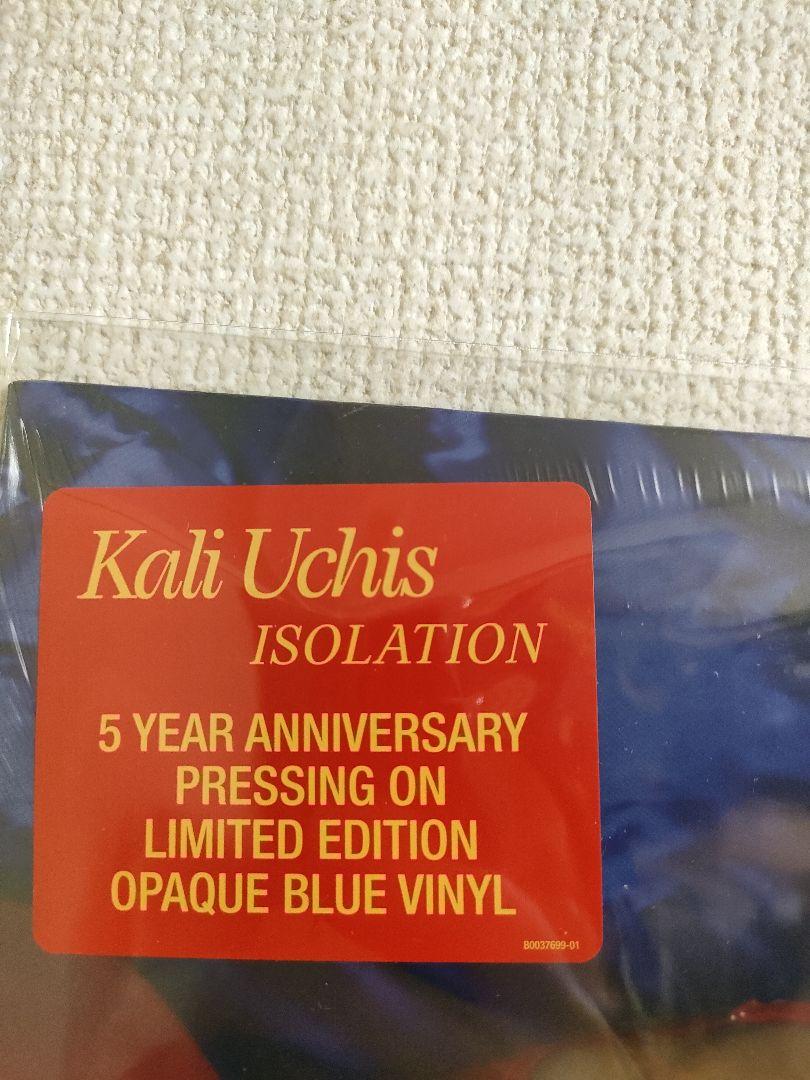 Kali Uchis
ISOLATION
5 YEAR ANNIVERSARY
PRESSING ON
LIMITED EDITION
OPAQUE BLUE VINYL
B0037699-01